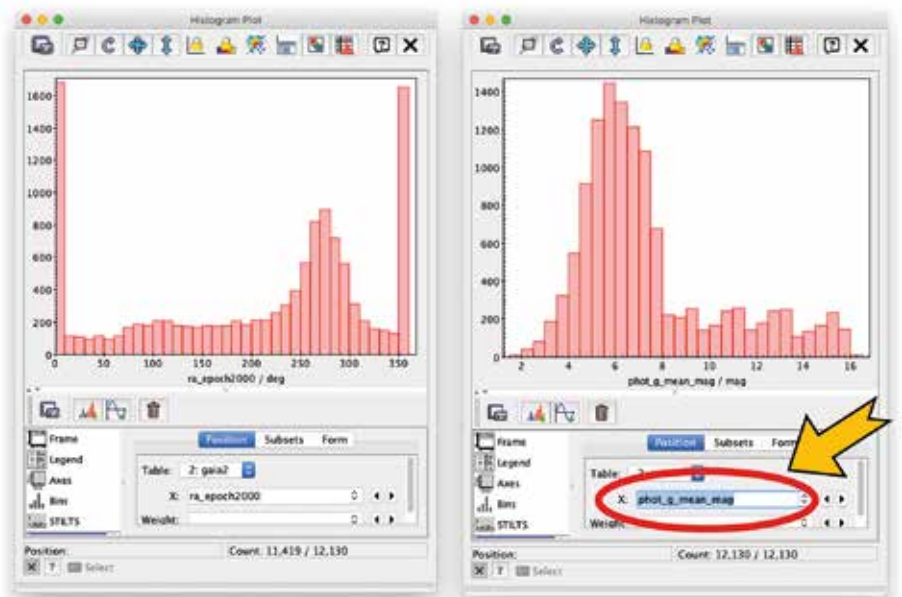 Histogram Plot
1600
1400
1200
1000
800
600
400
200
0
0 50 100 150 200 250 300 350
ra_epoch2000 / deg
Frame
Legend
Axes
Bins
STILTS
Position Subsets Form
Table: 2: gaia2
X: ra_epoch2000
Weight:
Position:
Count: 11,419 / 12,130
? Select
Histogram Plot
1400
1200
1000
800
600
400
200
0
2 4 6 8 10 12 14 16
phot_g_mean_mag / mag
Frame
Legend
Axes
Bins
STILTS
Position Subsets Form
Table:
X: phot_g_mean_mag
Weight:
Position:
Count: 12,130 / 12,130
? Select